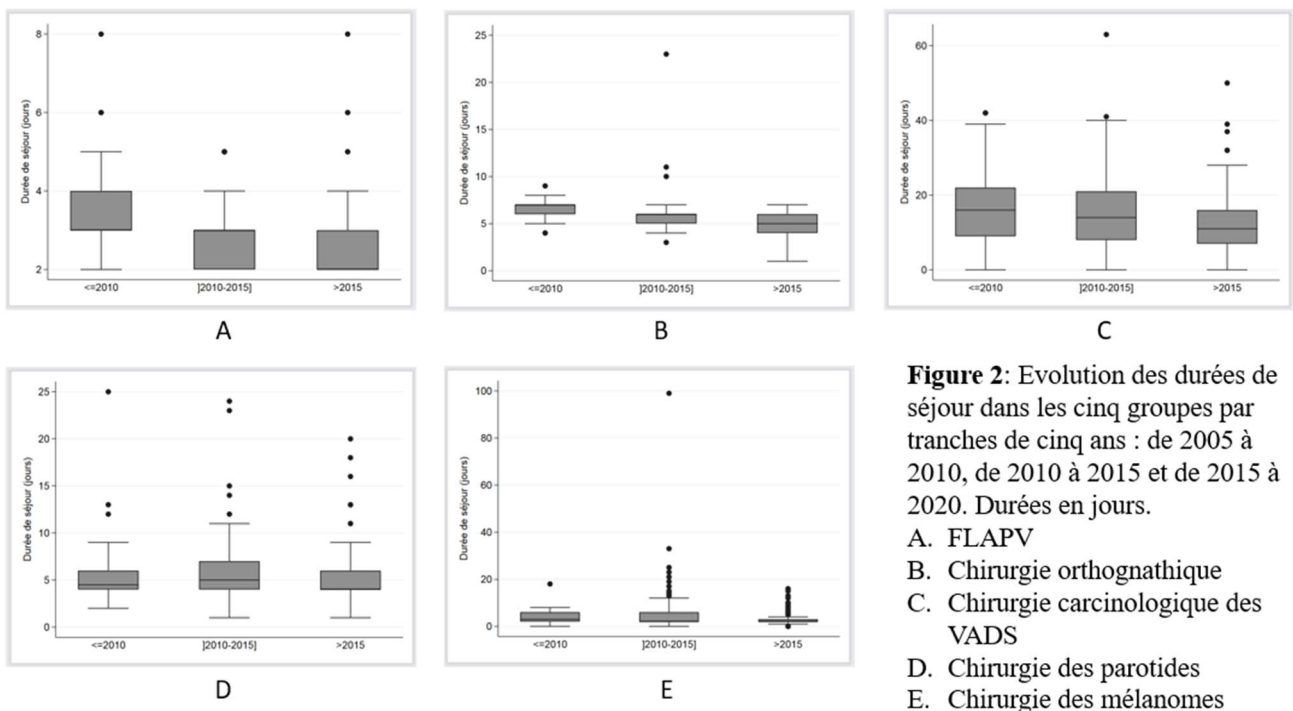 Durée de séjour (jours)
8
6
4
2
<=2010
]2010-2015]
>2015
A
Durée de séjour (jours)
25
20
15
10
5
0
<=2010
]2010-2015]
>2015
B
Durée de séjour (jours)
60
40
20
0
<=2010
]2010-2015]
>2015
C
Durée de séjour (jours)
25
20
15
10
5
0
<=2010
]2010-2015]
>2015
D
Durée de séjour (jours)
100
80
60
40
20
0
<=2010
]2010-2015]
>2015
E
Figure 2: Evolution des durées de
séjour dans les cinq groupes par
tranches de cinq ans : de 2005 à
2010, de 2010 à 2015 et de 2015 à
2020. Durées en jours.
A. FLAPV
B. Chirurgie orthognathique
C. Chirurgie carcinologique des
VADS
D. Chirurgie des parotides
E. Chirurgie des mélanomes